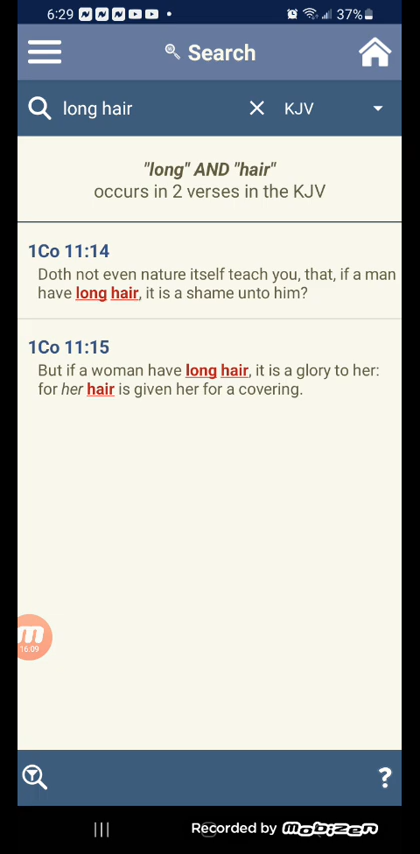 6:29
37%
Search
long hair
KJV
"long" AND "hair"
occurs in 2 verses in the KJV
1Co 11:14
Doth not even nature itself teach you, that, if a man
have long hair, it is a shame unto him?
1Co 11:15
But if a woman have long hair, it is a glory to her:
for her hair is given her for a covering.
m
16:09
?
Recorded by mobizen